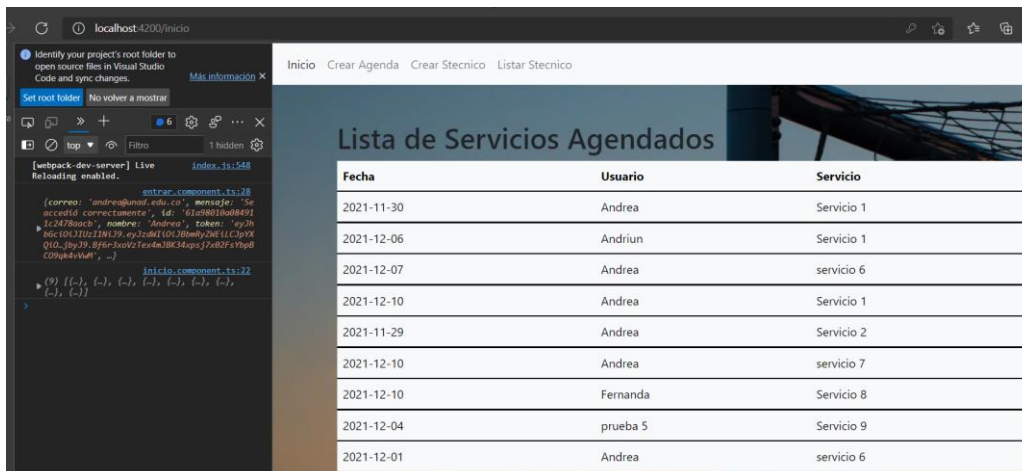 localhost:4200/inicio
Identify your project's root folder to
open source files in Visual Studio
Code and sync changes.
Más información
Set root folder No volver a mostrar
6
top Filtro 1 hidden
[webpack-dev-server] Live index.js:548
Reloading enabled.
entrar.component.ts:28
{correo: 'andrea@unad.edu.co', mensaje: 'Se
accedió correctamente', id:
nombre: 'Andrea', token:
inicio.component.ts:22
(9) [{…}, {…}, {…}, {…}, {…}, {…}, {…},
{…}, {…}]
Inicio Crear Agenda Crear Stecnico Listar Stecnico
Lista de Servicios Agendados
Fecha Usuario Servicio
2021-11-30 Andrea Servicio 1
2021-12-06 Andriun Servicio 1
2021-12-07 Andrea servicio 6
2021-12-10 Andrea Servicio 1
2021-11-29 Andrea Servicio 2
2021-12-10 Andrea servicio 7
2021-12-10 Fernanda Servicio 8
2021-12-04 prueba 5 Servicio 9
2021-12-01 Andrea servicio 6